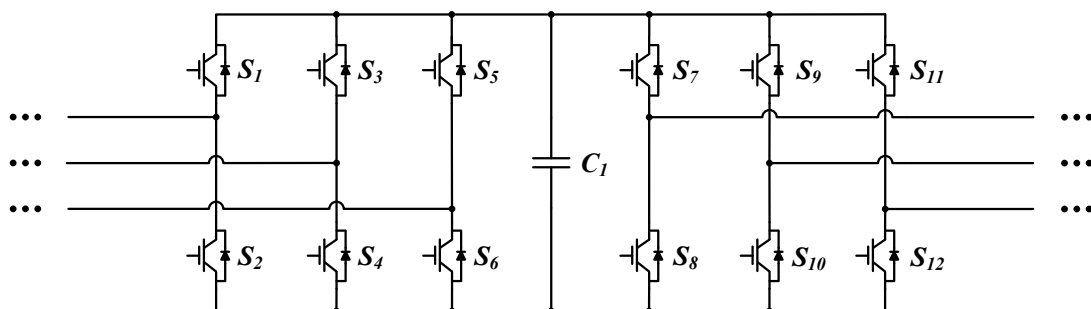 S1 S3 S5 S7 S9 S11
... ...
... C1 ...
... ...
S2 S4 S6 S8 S10 S12